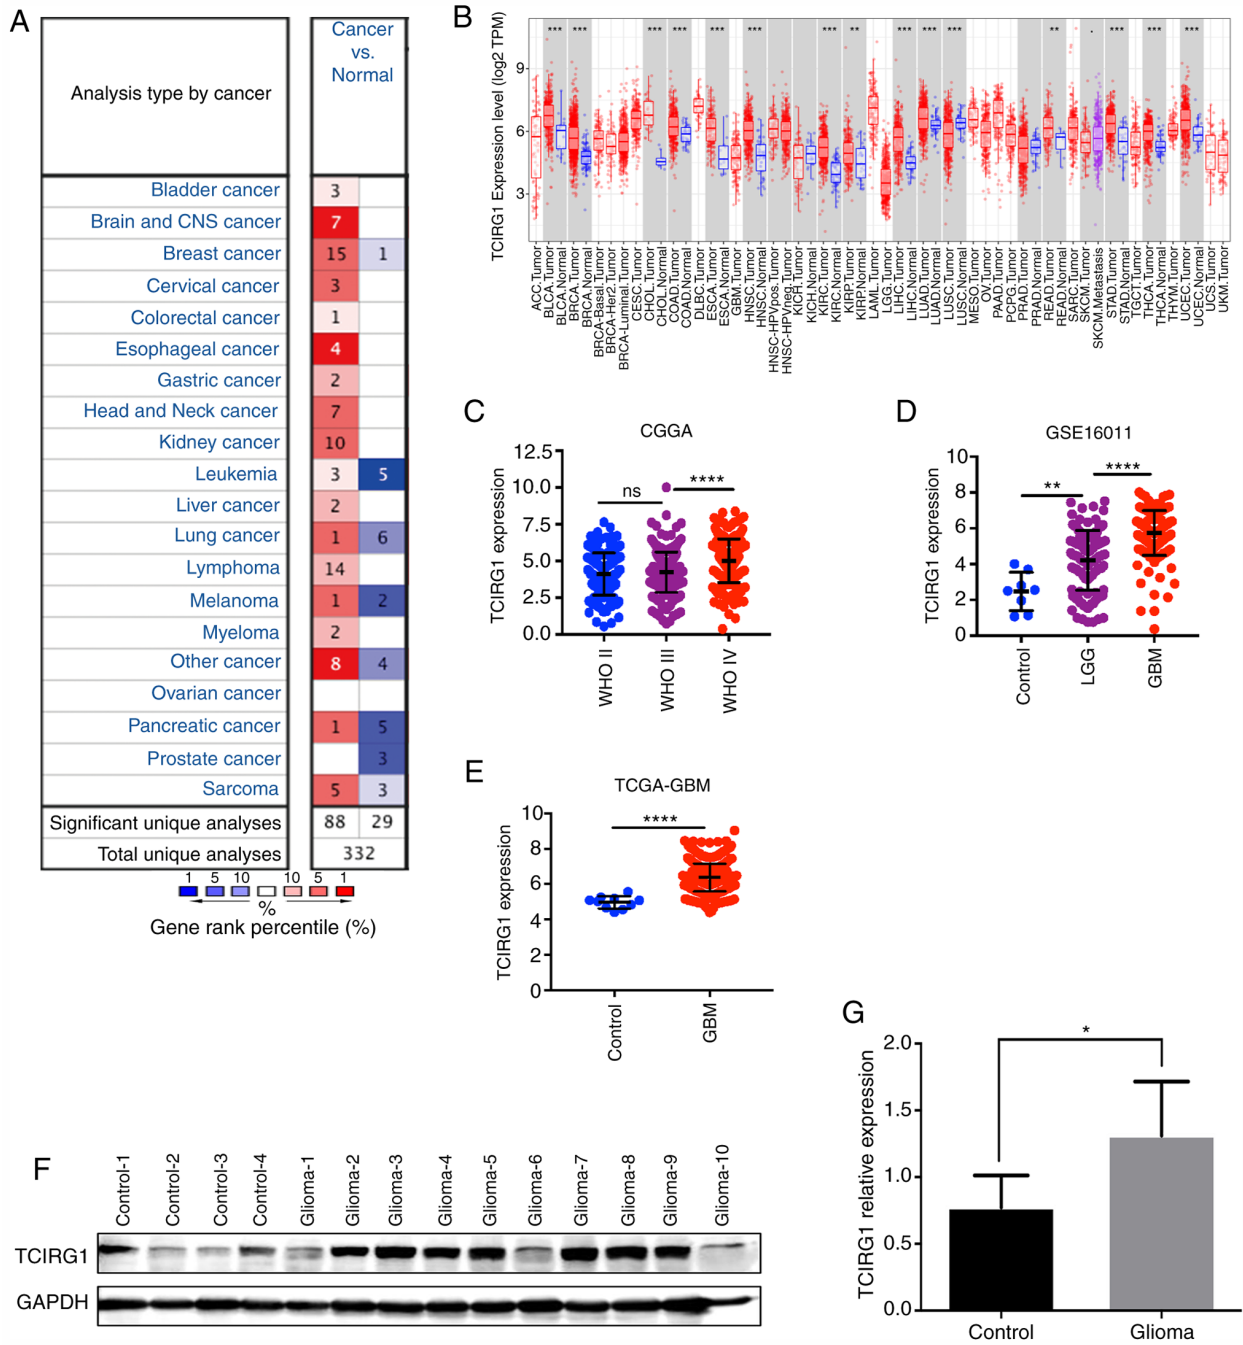 A
Cancer
vs.
Normal
Analysis type by cancer
Bladder cancer 3
Brain and CNS cancer 7
Breast cancer 15 1
Cervical cancer 3
Colorectal cancer 1
Esophageal cancer 4
Gastric cancer 2
Head and Neck cancer 7
Kidney cancer 10
Leukemia 3 5
Liver cancer 2
Lung cancer 1 6
Lymphoma 14
Melanoma 1 2
Myeloma 2
Other cancer 8 4
Ovarian cancer
Pancreatic cancer 1 5
Prostate cancer 3
Sarcoma 5 3
Significant unique analyses 88 29
Total unique analyses 332
1 5 10 10 5 1
%
Gene rank percentile (%)
B
TCIRG1 Expression level (log2 TPM)
9
6
3
*** *** *** *** *** *** *** ** *** *** *** ** *** *** ***
ACC.Tumor
BLCA.Tumor
BLCA.Normal
BRCA.Tumor
BRCA.Normal
BRCA-Basal.Tumor
BRCA-Her2.Tumor
BRCA-Luminal.Tumor
CESC.Tumor
CHOL.Tumor
CHOL.Normal
COAD.Tumor
COAD.Normal
DLBC.Tumor
ESCA.Tumor
ESCA.Normal
GBM.Tumor
HNSC.Tumor
HNSC.Normal
HNSC-HPVpos.Tumor
HNSC-HPVneg.Tumor
KICH.Tumor
KICH.Normal
KIRC.Tumor
KIRC.Normal
KIRP.Tumor
KIRP.Normal
LAML.Tumor
LGG.Tumor
LIHC.Tumor
LIHC.Normal
LUAD.Tumor
LUAD.Normal
LUSC.Tumor
LUSC.Normal
MESO.Tumor
OV.Tumor
PAAD.Tumor
PCPG.Tumor
PRAD.Tumor
PRAD.Normal
READ.Tumor
READ.Normal
SARC.Tumor
SKCM.Tumor
SKCM.Metastasis
STAD.Tumor
STAD.Normal
TGCT.Tumor
THCA.Tumor
THCA.Normal
THYM.Tumor
UCEC.Tumor
UCEC.Normal
UCS.Tumor
UKM.Tumor
C
CGGA
TCIRG1 expression
12.5
10.0
7.5
5.0
2.5
0.0
ns
****
WHO II
WHO III
WHO IV
D
GSE16011
TCIRG1 expression
10
8
6
4
2
0
**
****
Control
LGG
GBM
E
TCGA-GBM
TCIRG1 expression
10
8
6
4
2
0
****
Control
GBM
F
Control-1
Control-2
Control-3
Control-4
Glioma-1
Glioma-2
Glioma-3
Glioma-4
Glioma-5
Glioma-6
Glioma-7
Glioma-8
Glioma-9
Glioma-10
TCIRG1
GAPDH
G
TCIRG1 relative expression
2.0
1.5
1.0
0.5
0.0
*
Control
Glioma